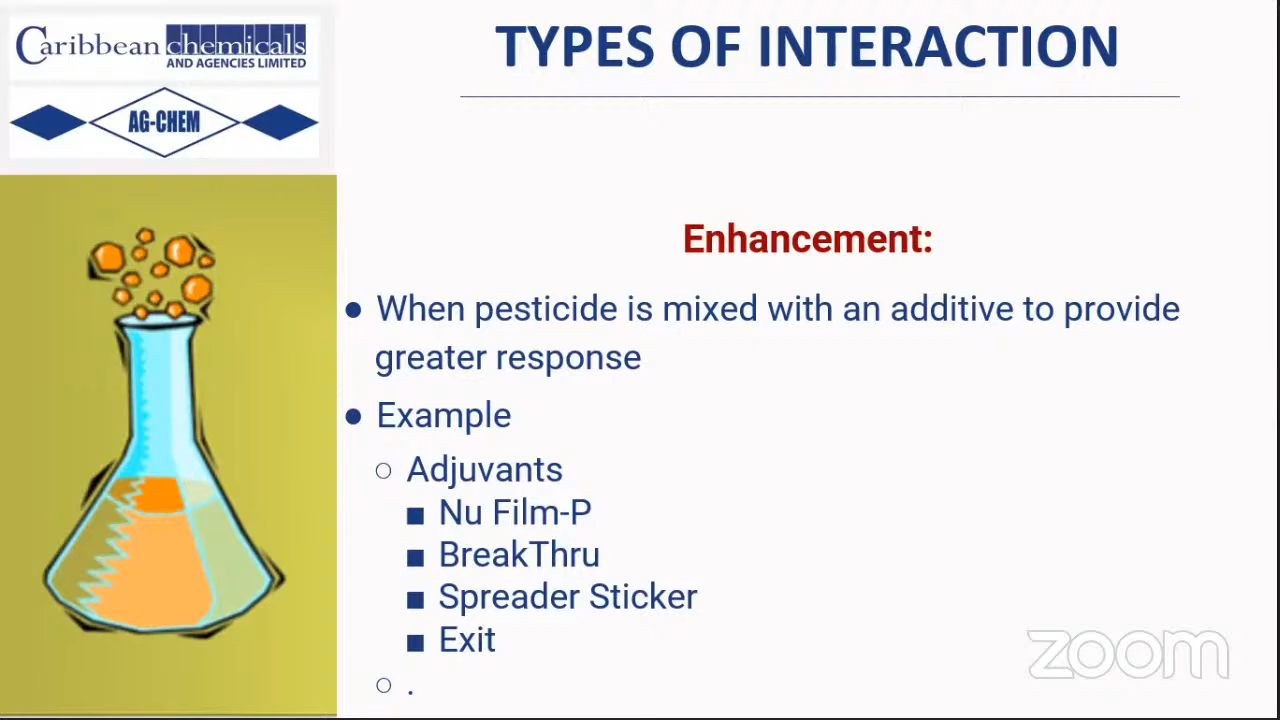 Caribbean chemicals
AND AGENCIES LIMITED
AG-CHEM
TYPES OF INTERACTION
Enhancement:
● When pesticide is mixed with an additive to provide
greater response
● Example
○ Adjuvants
■ Nu Film-P
■ BreakThru
■ Spreader Sticker
■ Exit
○ .
zoom